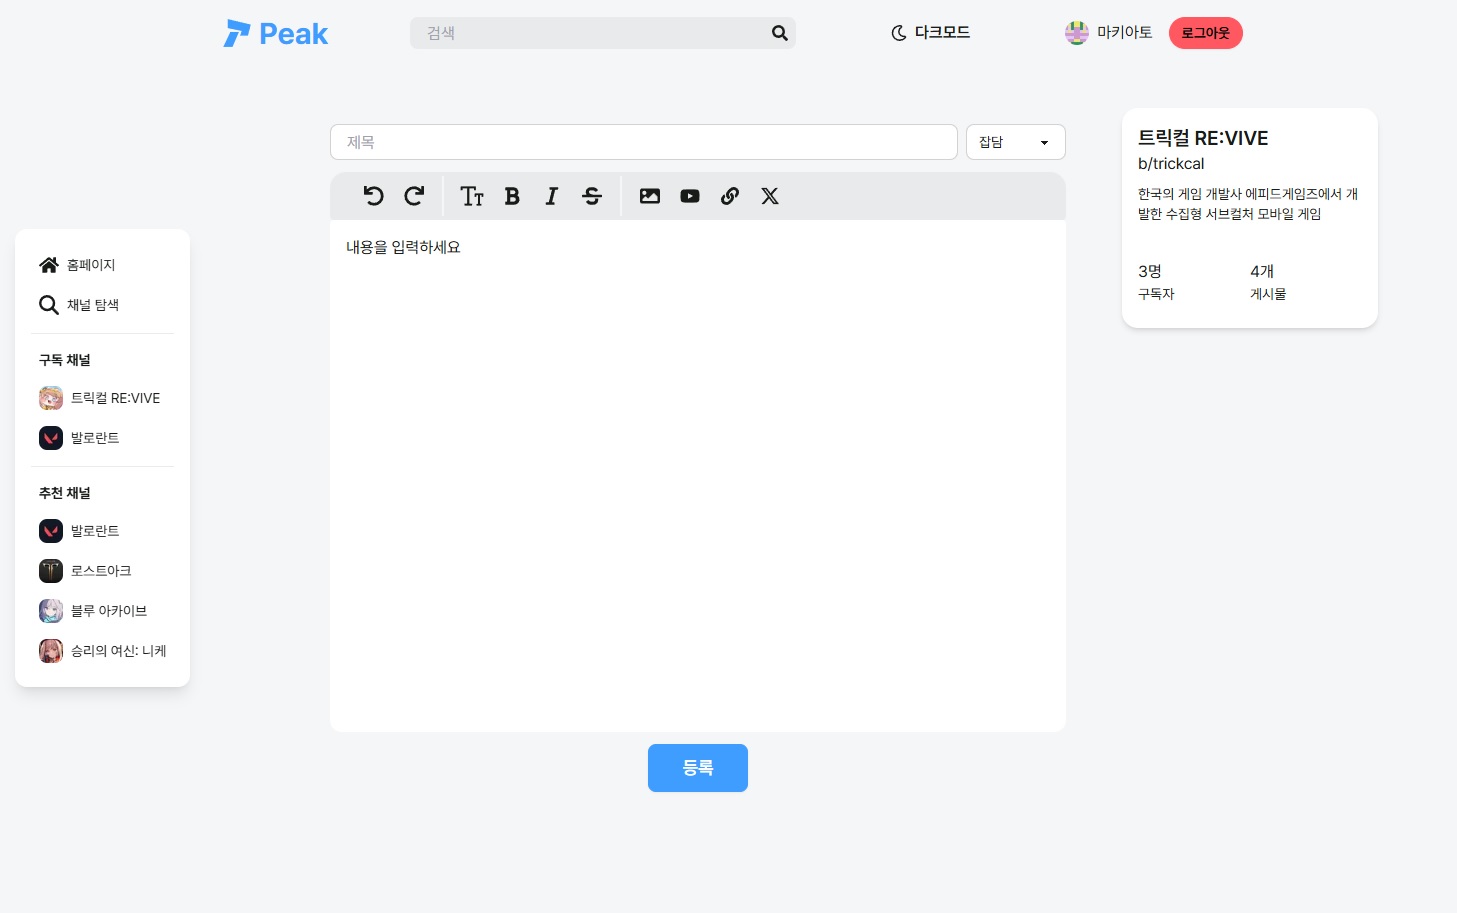 Peak
검색
다크모드
마키아토
로그아웃
제목
잡담
내용을 입력하세요
등록
홈페이지
채널 탐색
구독 채널
트릭컬 RE:VIVE
발로란트
추천 채널
발로란트
로스트아크
블루 아카이브
승리의 여신: 니케
트릭컬 RE:VIVE
b/trickcal
한국의 게임 개발사 에피드게임즈에서 개
발한 수집형 서브컬처 모바일 게임
3명
구독자
4개
게시물